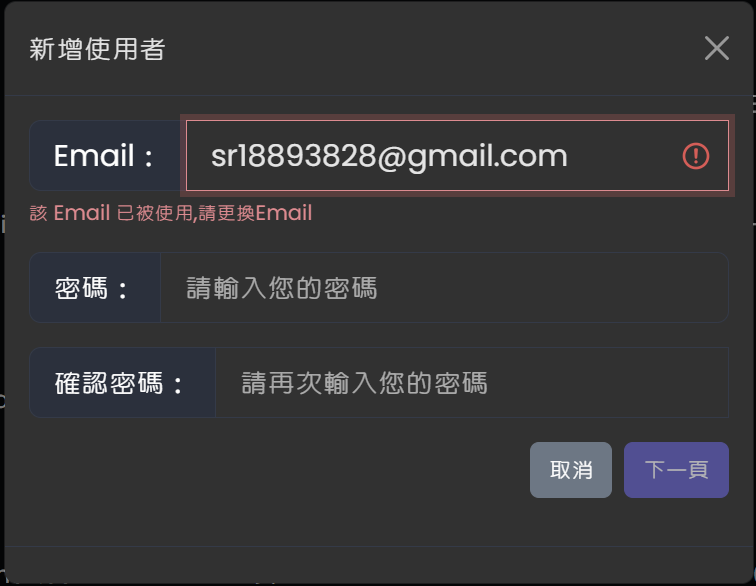 新增使用者
Email：
sr18893828@gmail.com
該 Email 已被使用,請更換Email
密碼：
請輸入您的密碼
確認密碼：
請再次輸入您的密碼
取消
下一頁